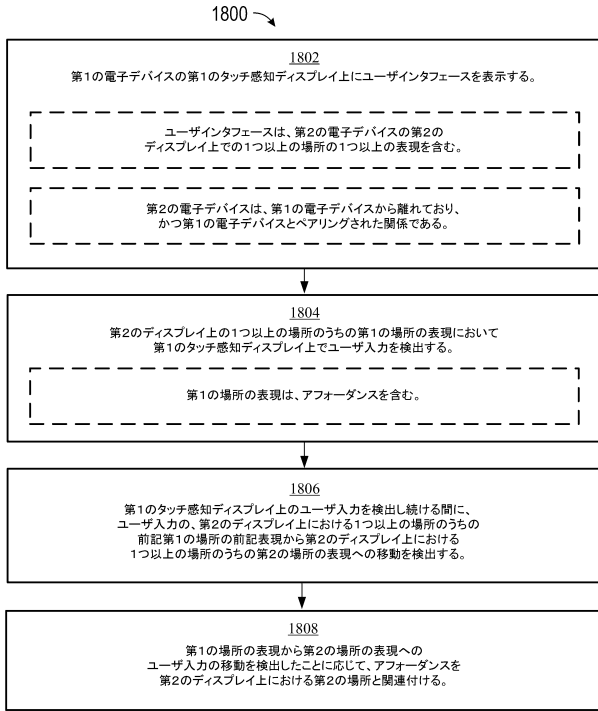 1800
1802
第1の電子デバイスの第1のタッチ感知ディスプレイ上にユーザインタフェースを表示する。
ユーザインタフェースは、第2の電子デバイスの第2の
ディスプレイ上での1つ以上の場所の1つ以上の表現を含む。
第2の電子デバイスは、第1の電子デバイスから離れており、
かつ第1の電子デバイスとペアリングされた関係である。
1804
第2のディスプレイ上の1つ以上の場所のうちの第1の場所の表現において
第1のタッチ感知ディスプレイ上でユーザ入力を検出する。
第1の場所の表現は、アフォーダンスを含む。
1806
第1のタッチ感知ディスプレイ上のユーザ入力を検出し続ける間に、
ユーザ入力の、第2のディスプレイ上における1つ以上の場所のうちの
前記第1の場所の前記表現から第2のディスプレイ上における
1つ以上の場所のうちの第2の場所の表現への移動を検出する。
1808
第1の場所の表現から第2の場所の表現への
ユーザ入力の移動を検出したことに応じて、アフォーダンスを
第2のディスプレイ上における第2の場所と関連付ける。